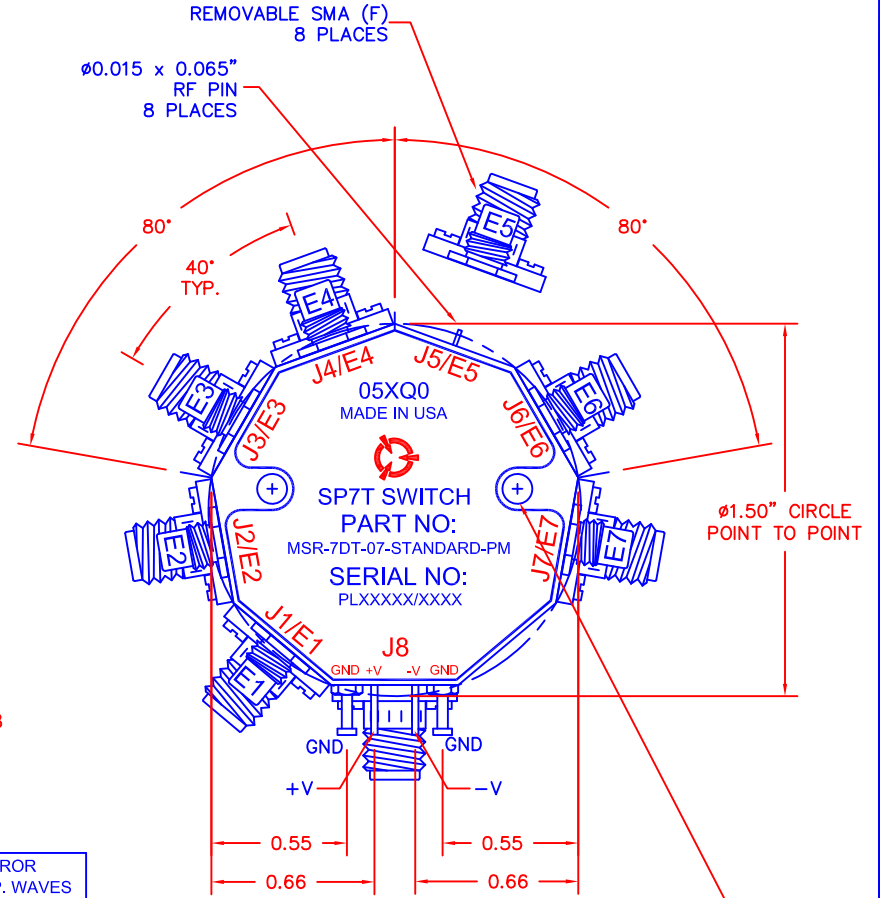 REMOVABLE SMA (F)
8 PLACES
ø0.015 x 0.065”
RF PIN
8 PLACES
80°
80°
40°
TYP.
E5
E4
E3
E6
E2
E7
E1
J4/E4
J5/E5
J3/E3
J6/E6
J2/E2
J7/E7
J1/E1
05XQ0
MADE IN USA
SP7T SWITCH
PART NO:
MSR-7DT-07-STANDARD-PM
SERIAL NO:
PLXXXXX/XXXX
J8
GND +V -V GND
ø1.50” CIRCLE
POINT TO POINT
GND
GND
+V
-V
0.55
0.55
0.66
0.66
P. WAVES